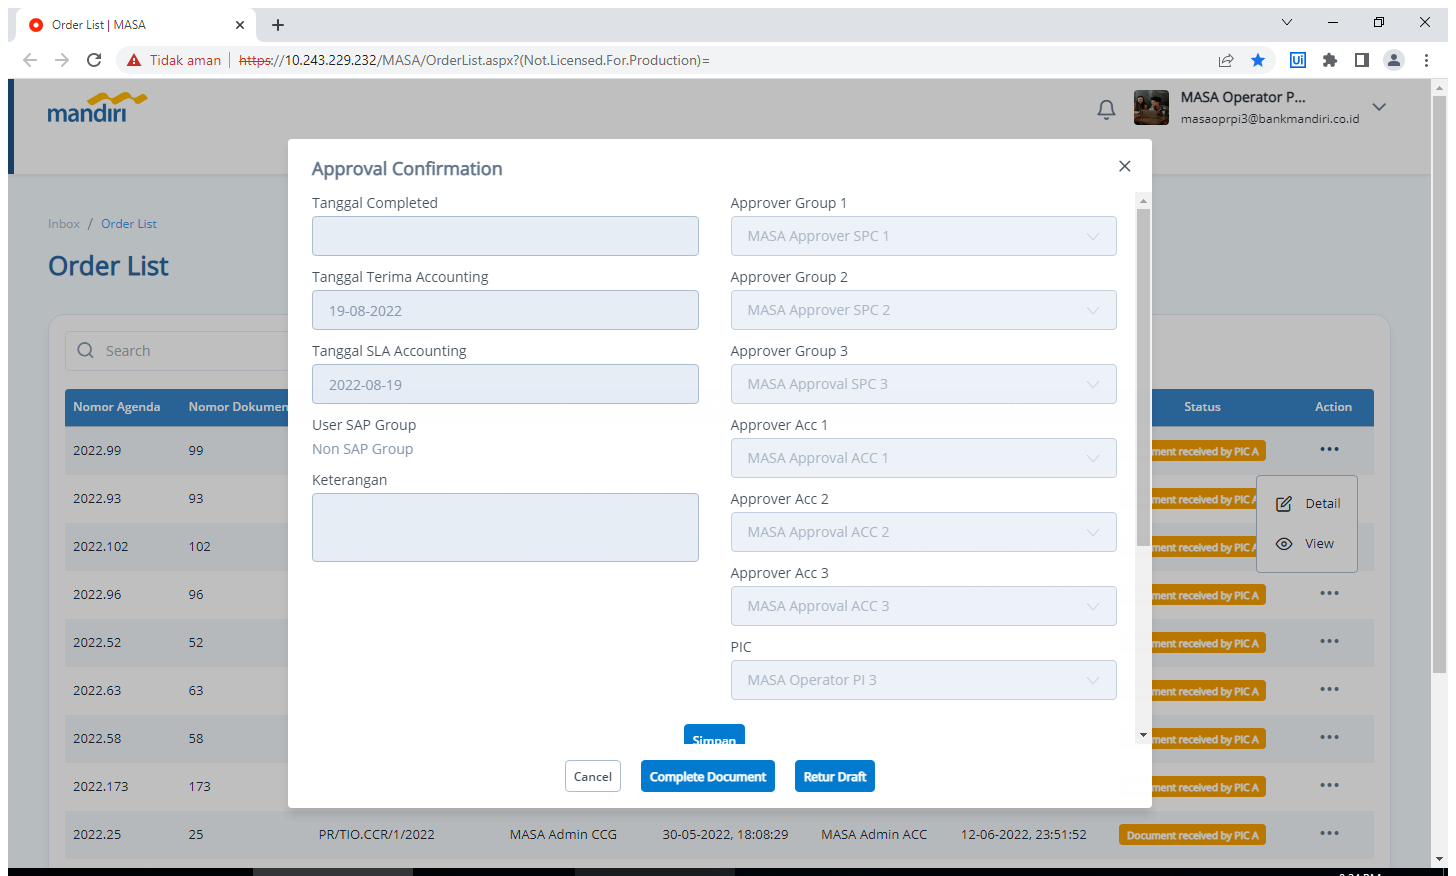 Order List | MASA
Tidak aman
https://10.243.229.232/MASA/OrderList.aspx?(Not.Licensed.For.Production)=
Ui
mandiri
MASA Operator P...
masaoprpi3@bankmandiri.co.id
Inbox / Order List
Order List
Search
Nomor Agenda Nomor Dokumen Status Action
2022.99 99 ment received by PIC A
2022.93 93 ment received by PIC A
2022.102 102 ment received by PIC A
2022.96 96 ment received by PIC A
2022.52 52 ment received by PIC A
2022.63 63 ment received by PIC A
2022.58 58 ment received by PIC A
2022.173 173 ment received by PIC A
2022.25 25 PR/TIO.CCR/1/2022 MASA Admin CCG 30-05-2022, 18:08:29 MASA Admin ACC 12-06-2022, 23:51:52 Document received by PIC A
Detail
View
Approval Confirmation
Tanggal Completed
Tanggal Terima Accounting
19-08-2022
Tanggal SLA Accounting
2022-08-19
User SAP Group
Non SAP Group
Keterangan
Approver Group 1
MASA Approver SPC 1
Approver Group 2
MASA Approver SPC 2
Approver Group 3
MASA Approval SPC 3
Approver Acc 1
MASA Approval ACC 1
Approver Acc 2
MASA Approval ACC 2
Approver Acc 3
MASA Approval ACC 3
PIC
MASA Operator PI 3
Simpan
Cancel
Complete Document
Retur Draft